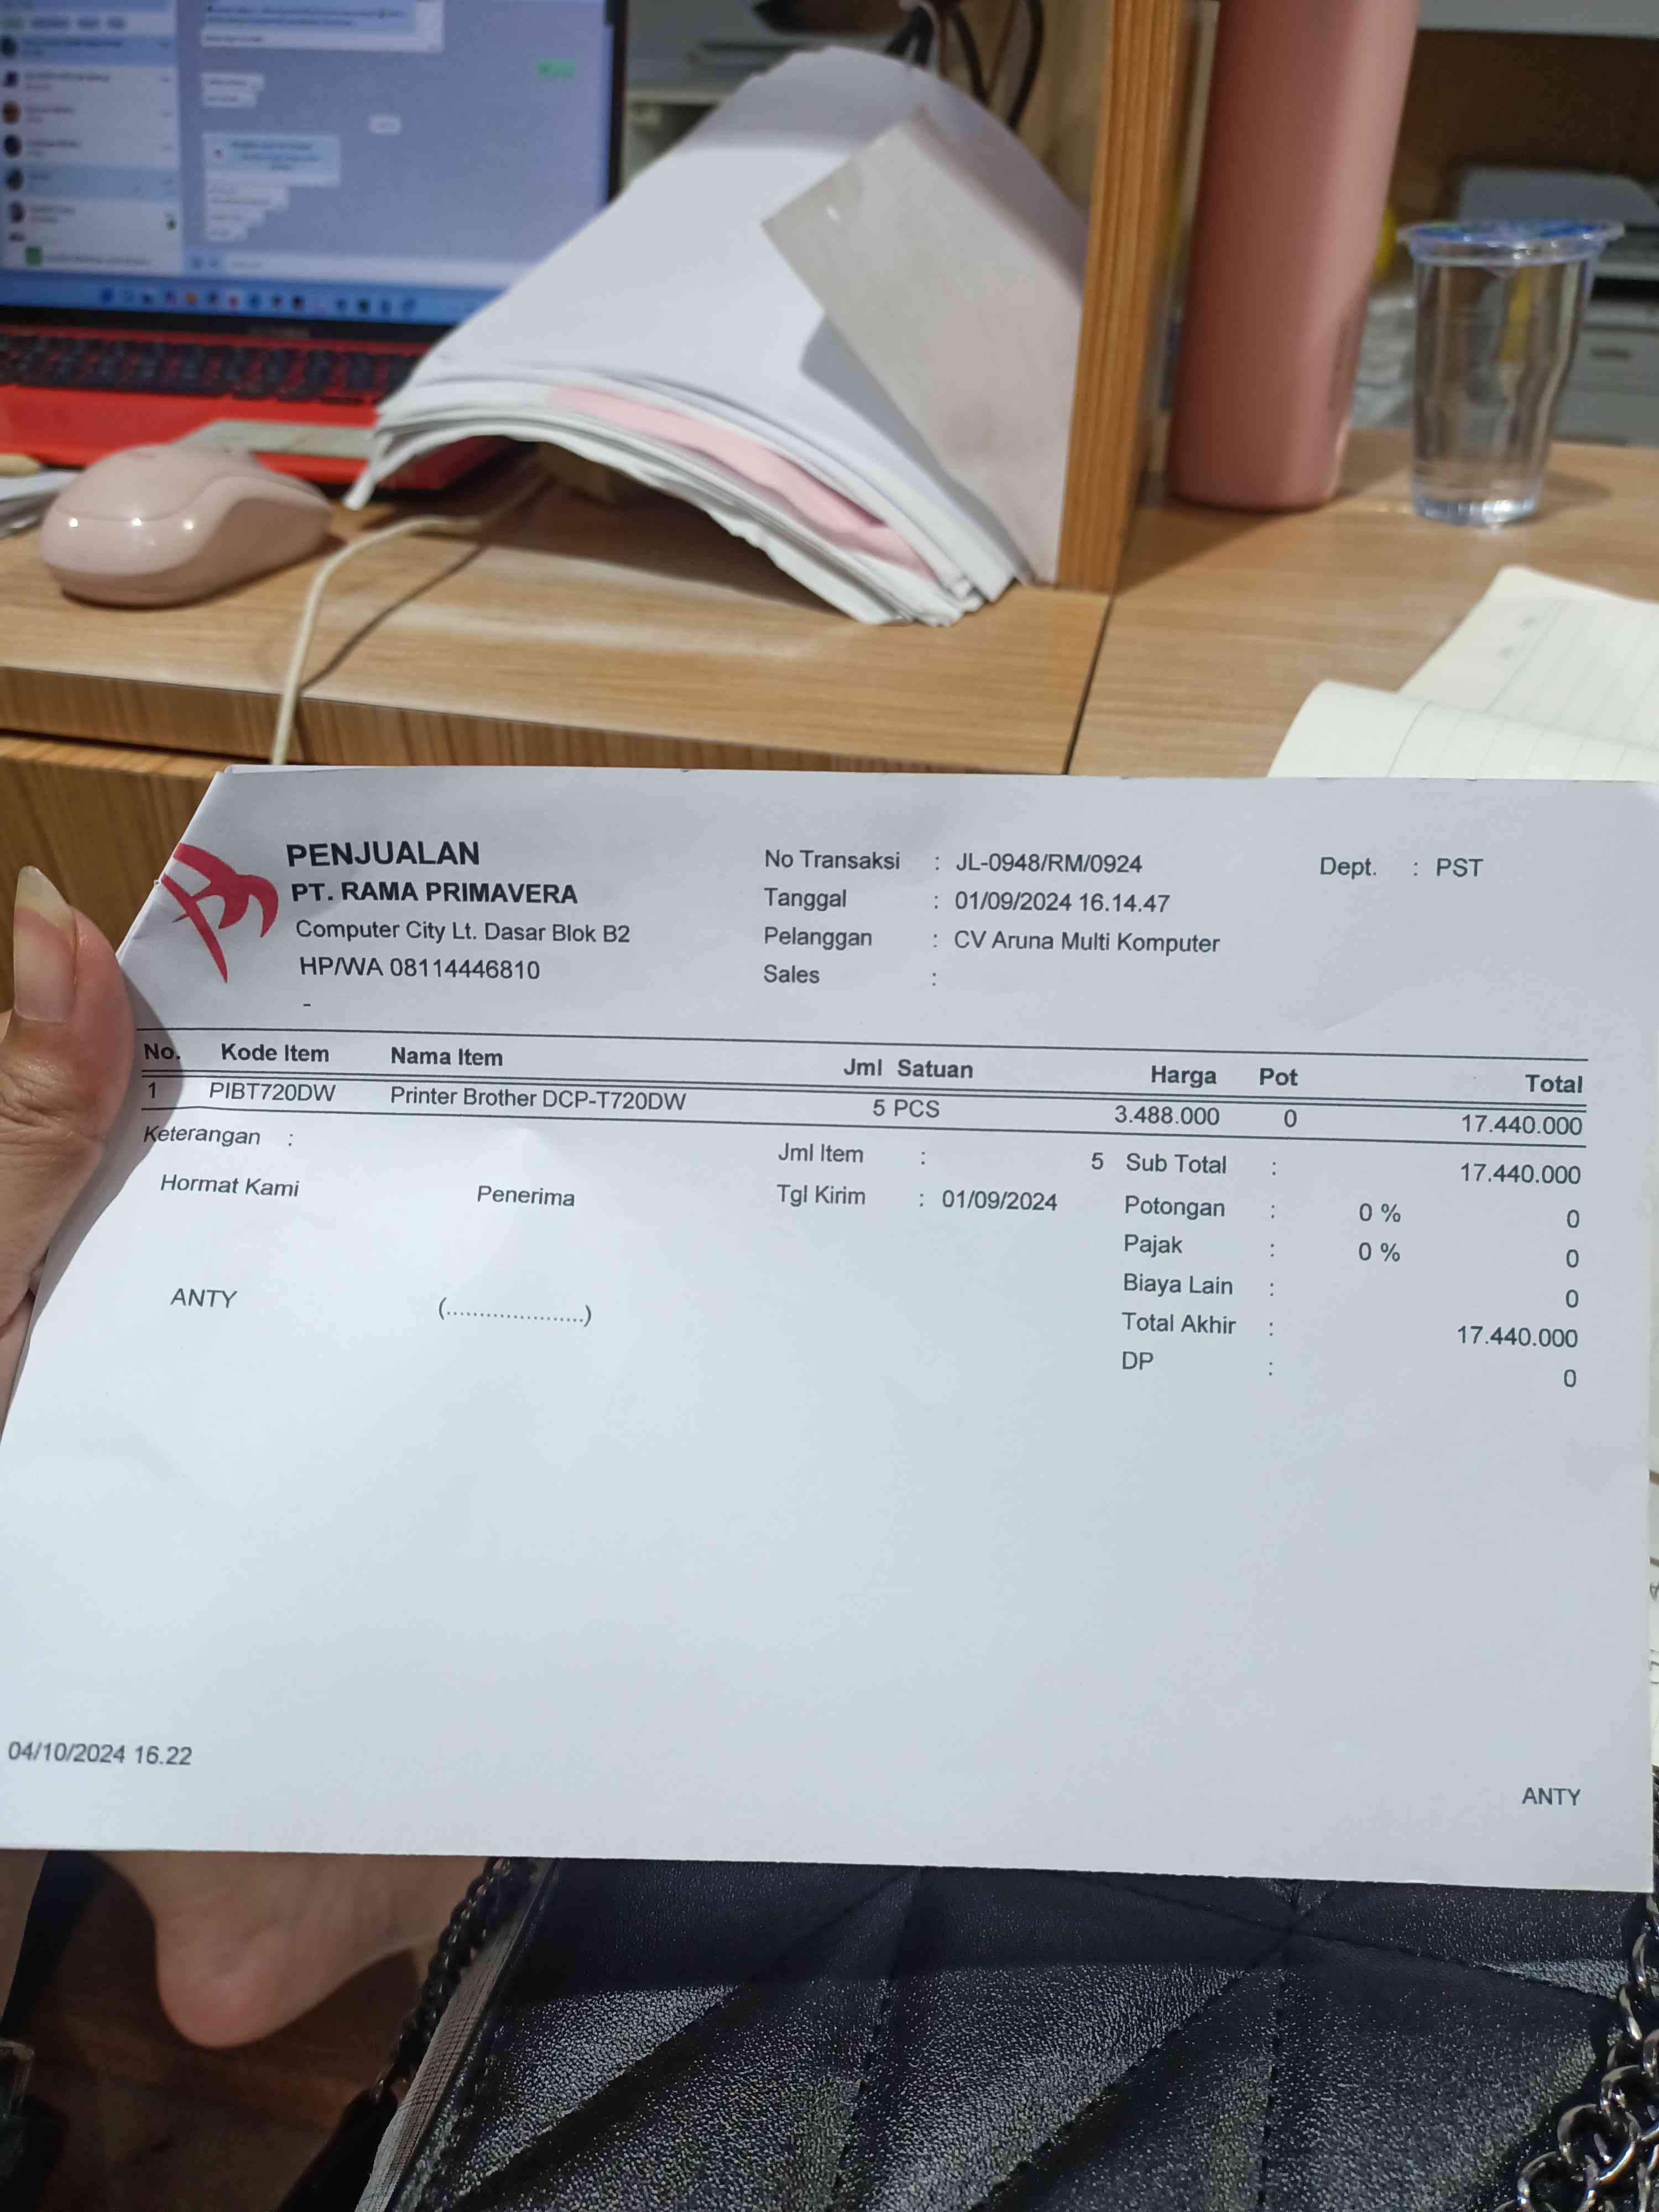 PENJUALAN
PT. RAMA PRIMAVERA
Computer City Lt. Dasar Blok B2
HP/WA 08114446810
-
No Transaksi : JL-0948/RM/0924
Tanggal : 01/09/2024 16.14.47
Pelanggan : CV Aruna Multi Komputer
Sales :
Dept. : PST
No. Kode Item Nama Item Jml Satuan Harga Pot Total
1 PIBT720DW Printer Brother DCP-T720DW 5 PCS 3.488.000 0 17.440.000
Keterangan :
Hormat Kami
Penerima
ANTY
(.....................)
Jml Item : 5
Tgl Kirim : 01/09/2024
Sub Total : 17.440.000
Potongan : 0 % 0
Pajak : 0 % 0
Biaya Lain : 0
Total Akhir : 17.440.000
DP : 0
04/10/2024 16.22
ANTY